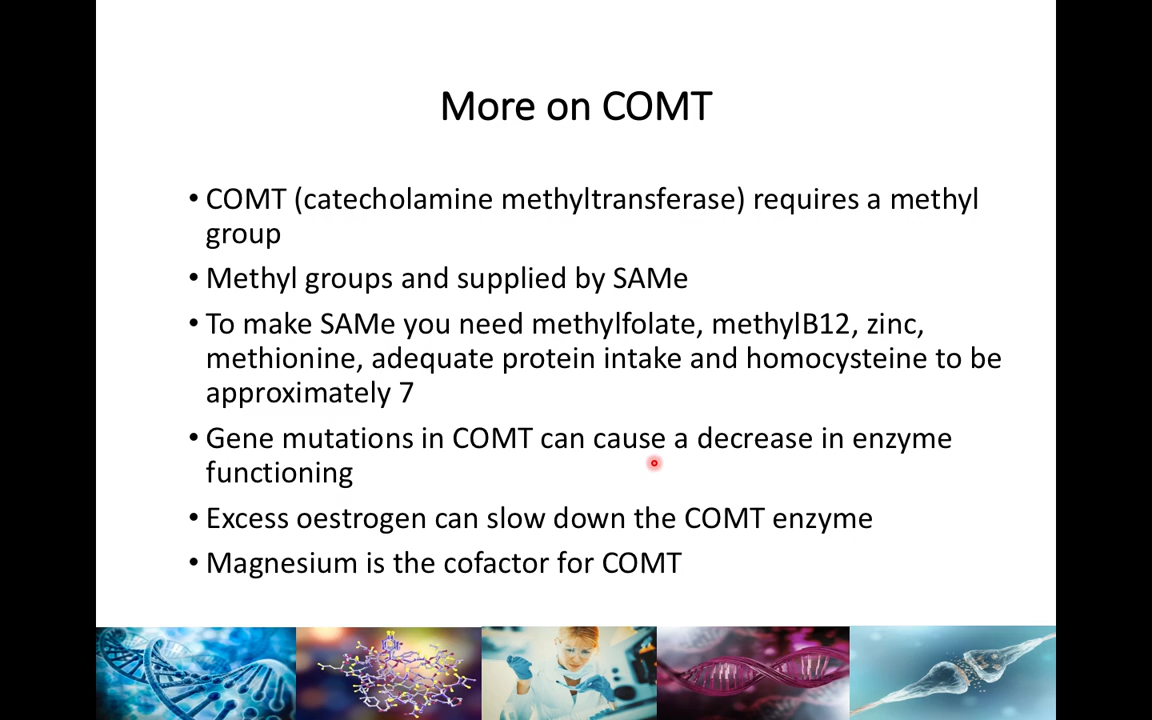 More on COMT
• COMT (catecholamine methyltransferase) requires a methyl
group
• Methyl groups and supplied by SAMe
• To make SAMe you need methylfolate, methylB12, zinc,
methionine, adequate protein intake and homocysteine to be
approximately 7
• Gene mutations in COMT can cause a decrease in enzyme
functioning
• Excess oestrogen can slow down the COMT enzyme
• Magnesium is the cofactor for COMT